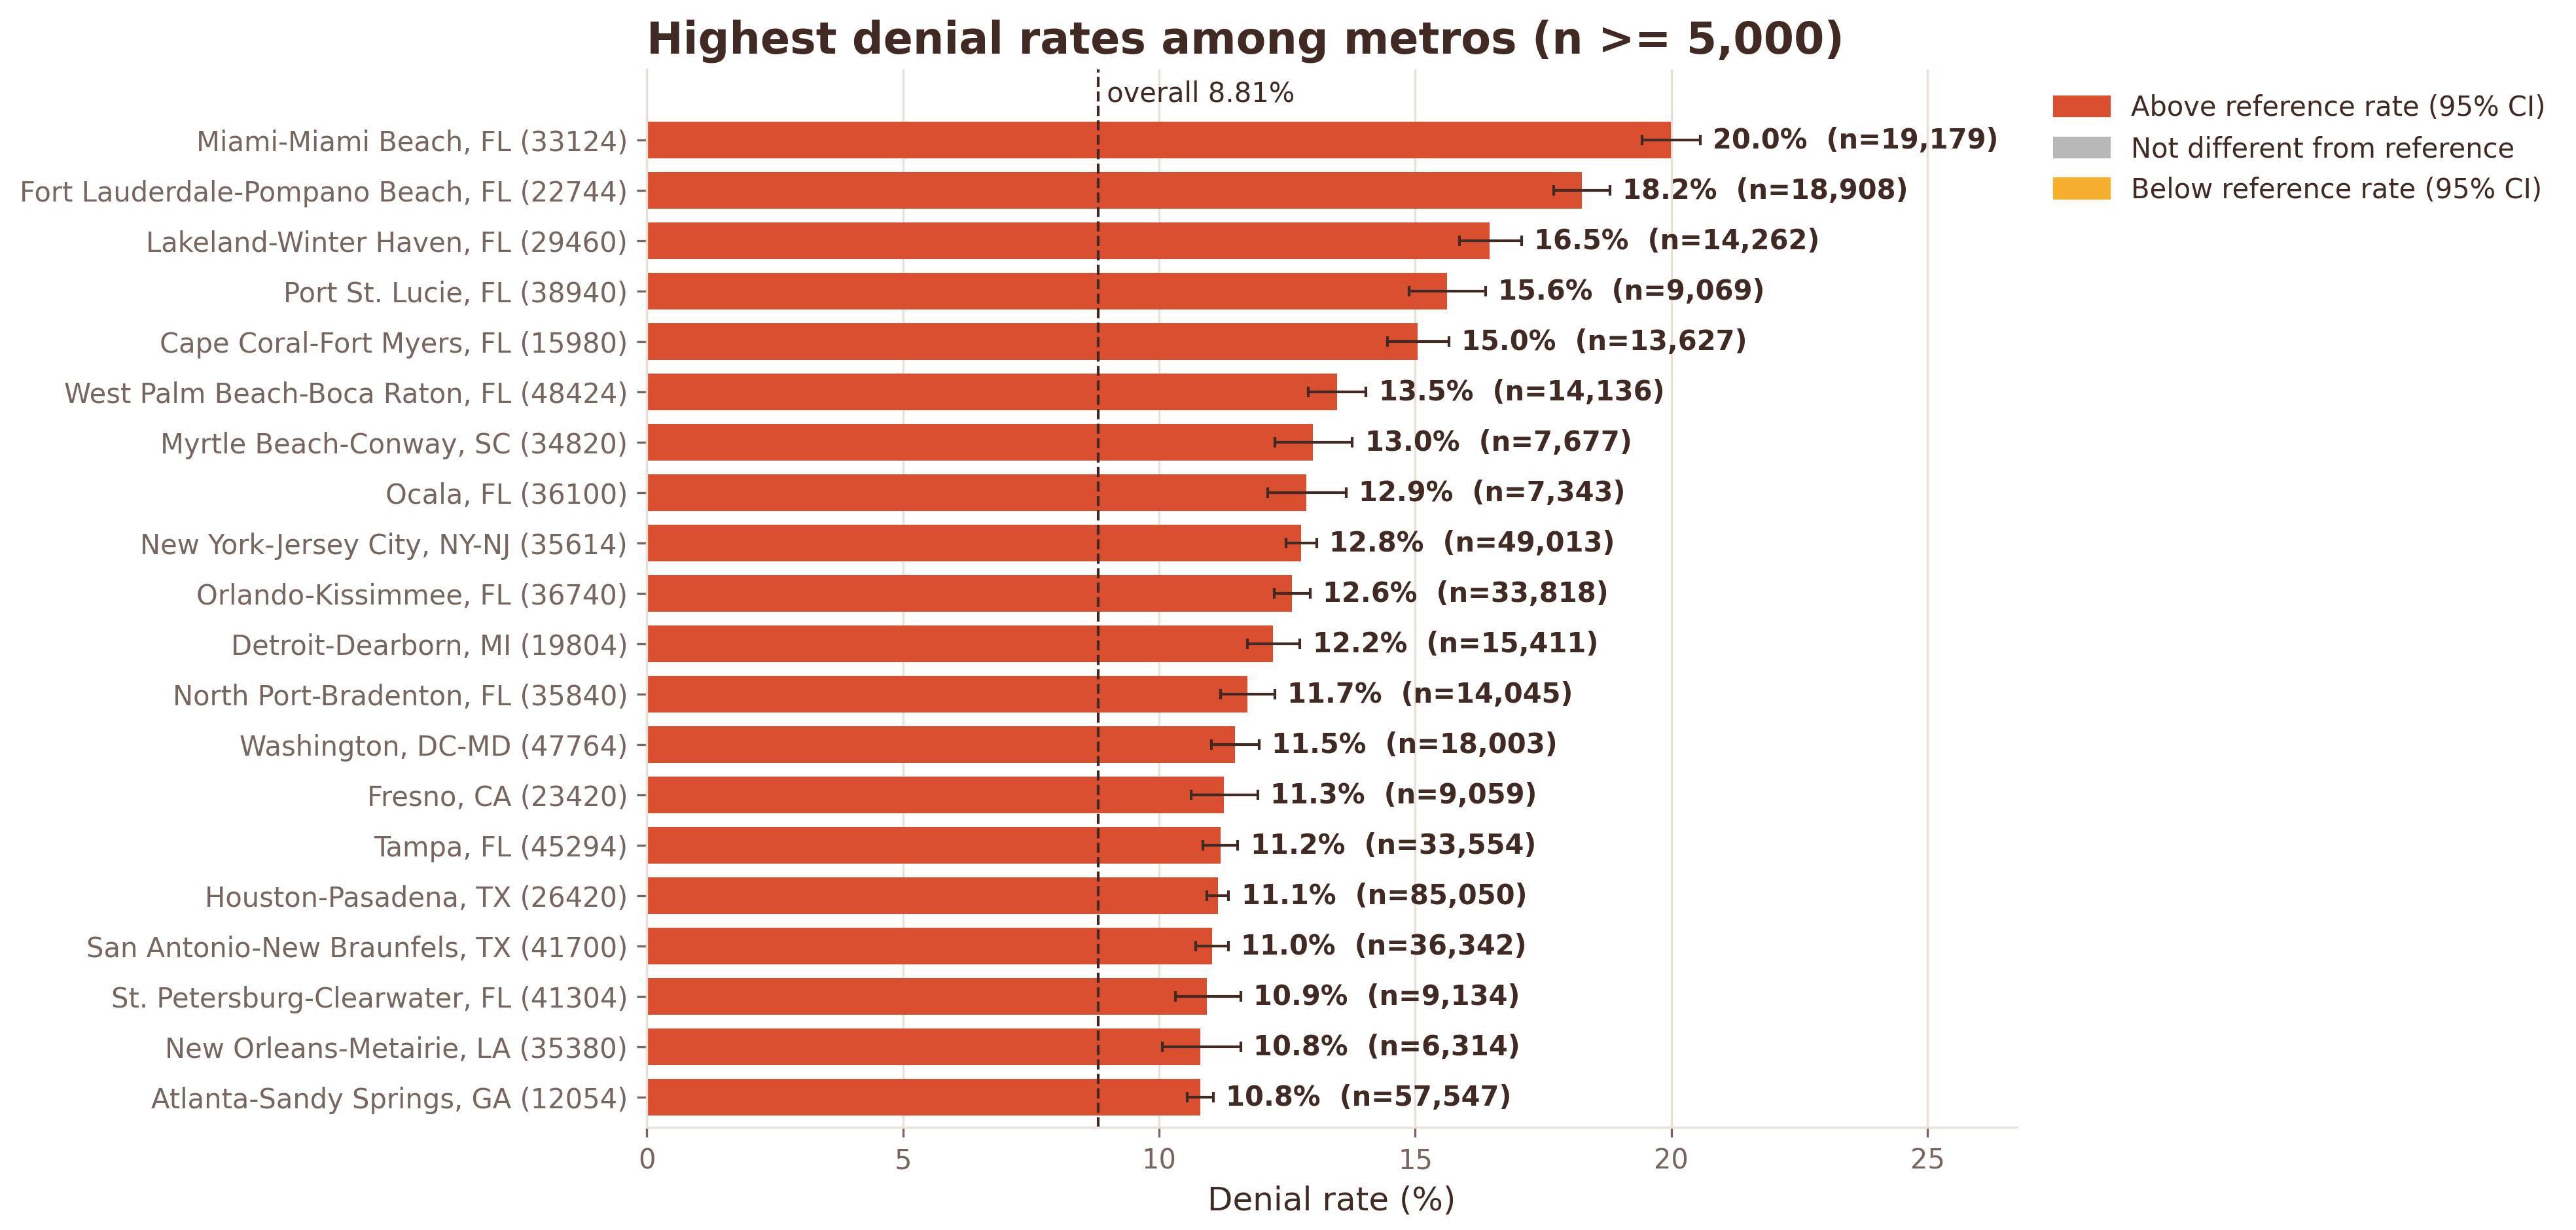 Highest denial rates among metros (n >= 5,000)
overall 8.81%
Above reference rate (95% CI)
Not different from reference
Below reference rate (95% CI)
Miami-Miami Beach, FL (33124) 20.0% (n=19,179)
Fort Lauderdale-Pompano Beach, FL (22744) 18.2% (n=18,908)
Lakeland-Winter Haven, FL (29460) 16.5% (n=14,262)
Port St. Lucie, FL (38940) 15.6% (n=9,069)
Cape Coral-Fort Myers, FL (15980) 15.0% (n=13,627)
West Palm Beach-Boca Raton, FL (48424) 13.5% (n=14,136)
Myrtle Beach-Conway, SC (34820) 13.0% (n=7,677)
Ocala, FL (36100) 12.9% (n=7,343)
New York-Jersey City, NY-NJ (35614) 12.8% (n=49,013)
Orlando-Kissimmee, FL (36740) 12.6% (n=33,818)
Detroit-Dearborn, MI (19804) 12.2% (n=15,411)
North Port-Bradenton, FL (35840) 11.7% (n=14,045)
Washington, DC-MD (47764) 11.5% (n=18,003)
Fresno, CA (23420) 11.3% (n=9,059)
Tampa, FL (45294) 11.2% (n=33,554)
Houston-Pasadena, TX (26420) 11.1% (n=85,050)
San Antonio-New Braunfels, TX (41700) 11.0% (n=36,342)
St. Petersburg-Clearwater, FL (41304) 10.9% (n=9,134)
New Orleans-Metairie, LA (35380) 10.8% (n=6,314)
Atlanta-Sandy Springs, GA (12054) 10.8% (n=57,547)
0 5 10 15 20 25
Denial rate (%)